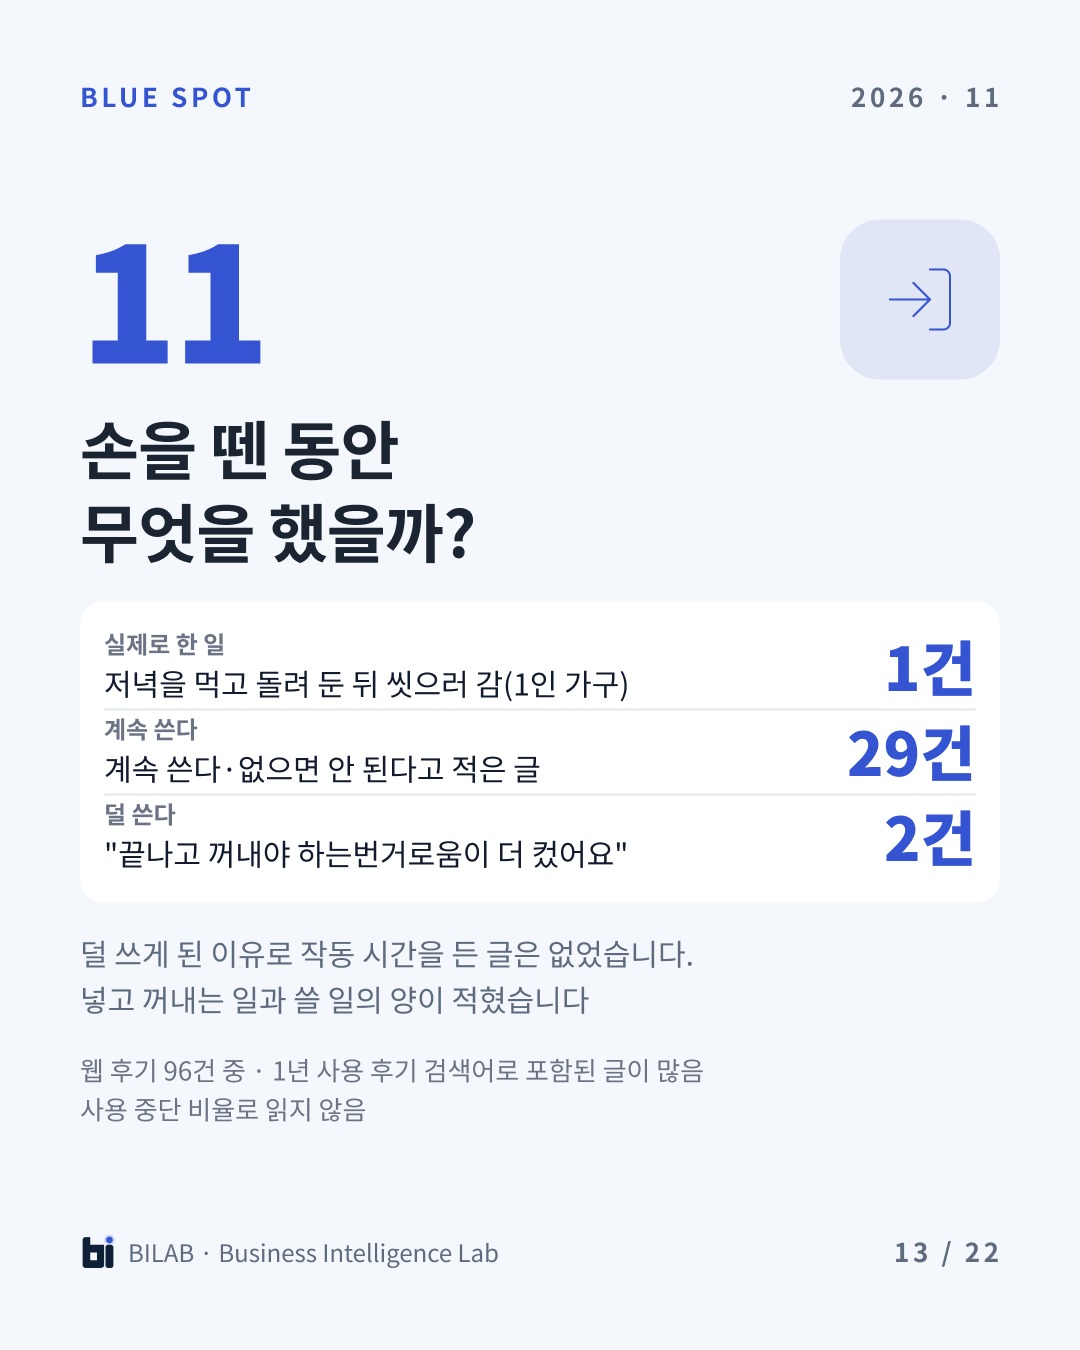 BLUE SPOT
2026 · 11
11
손을 뗀 동안
무엇을 했을까?
실제로 한 일
저녁을 먹고 돌려 둔 뒤 씻으러 감(1인 가구)
1건
계속 쓴다
계속 쓴다·없으면 안 된다고 적은 글
29건
덜 쓴다
"끝나고 꺼내야 하는번거로움이 더 컸어요"
2건
덜 쓰게 된 이유로 작동 시간을 든 글은 없었습니다.
넣고 꺼내는 일과 쓸 일의 양이 적혔습니다
웹 후기 96건 중 · 1년 사용 후기 검색어로 포함된 글이 많음
사용 중단 비율로 읽지 않음
bi BILAB · Business Intelligence Lab
13 / 22